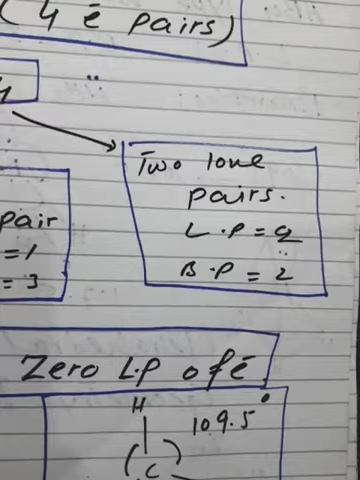 (4 ē pairs)
Two lone
pairs.
L.P = 2
B.P = 2
pair
= 1
= 3
Zero L.P of ē
H
109.5°
(C)